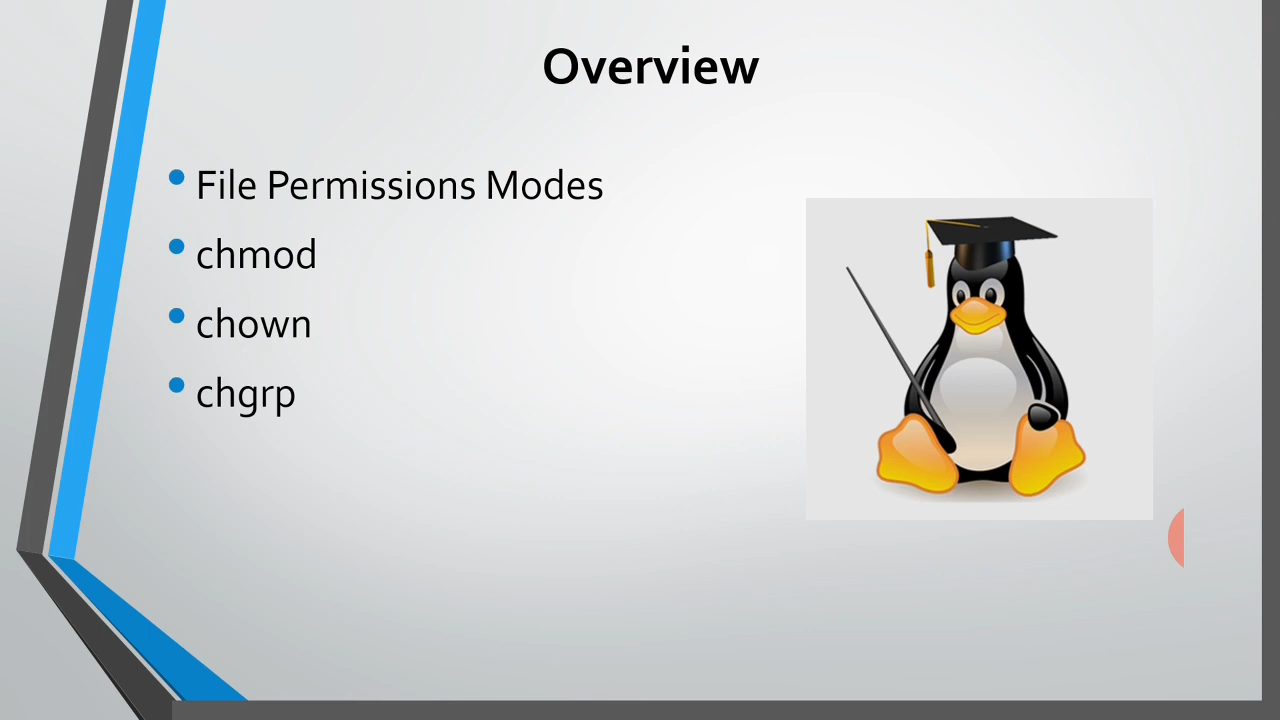 Overview
File Permissions Modes
chmod
chown
chgrp